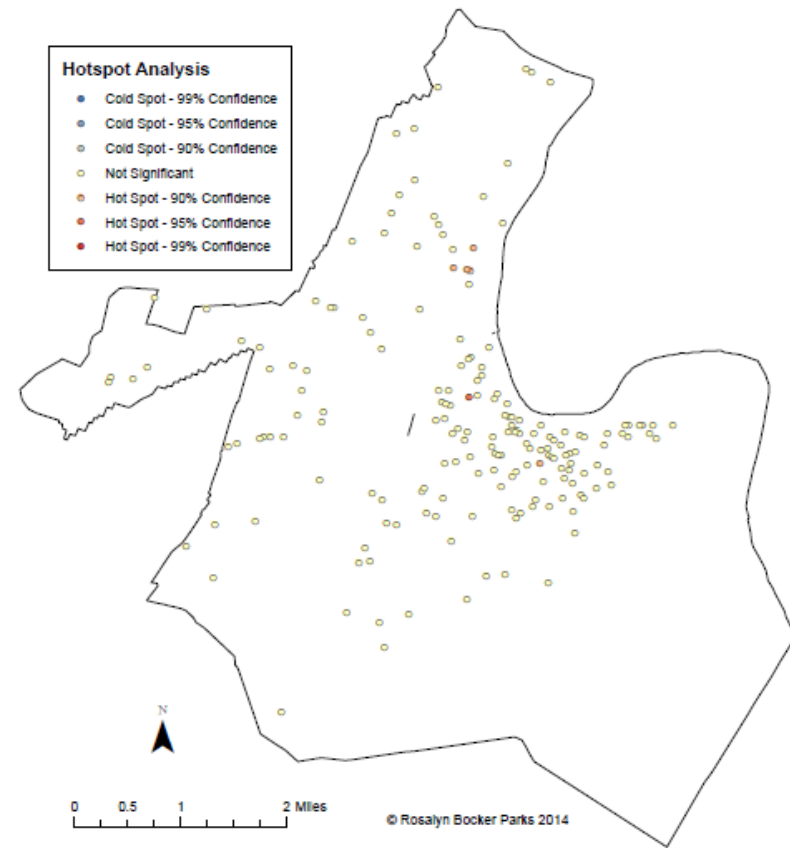 Hotspot Analysis
Cold Spot - 99% Confidence
Cold Spot - 95% Confidence
Cold Spot - 90% Confidence
Not Significant
Hot Spot - 90% Confidence
Hot Spot - 95% Confidence
Hot Spot - 99% Confidence
N
0 0.5 1 2 Miles
© Rosalyn Bocker Parks 2014